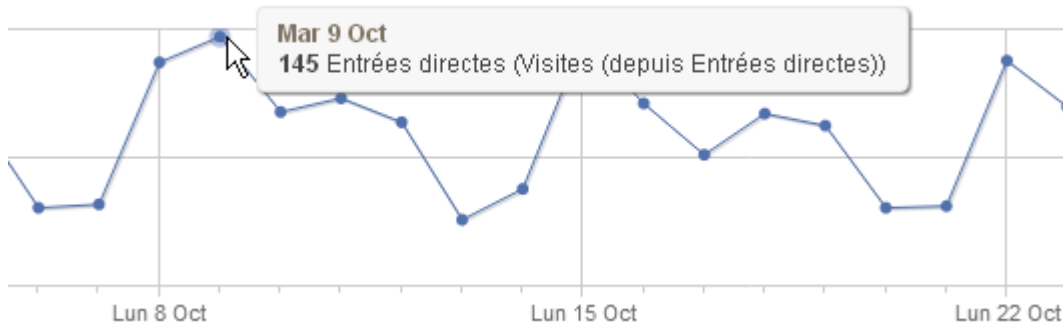 Mar 9 Oct
145 Entrées directes (Visites (depuis Entrées directes))
Lun 8 Oct Lun 15 Oct Lun 22 Oct